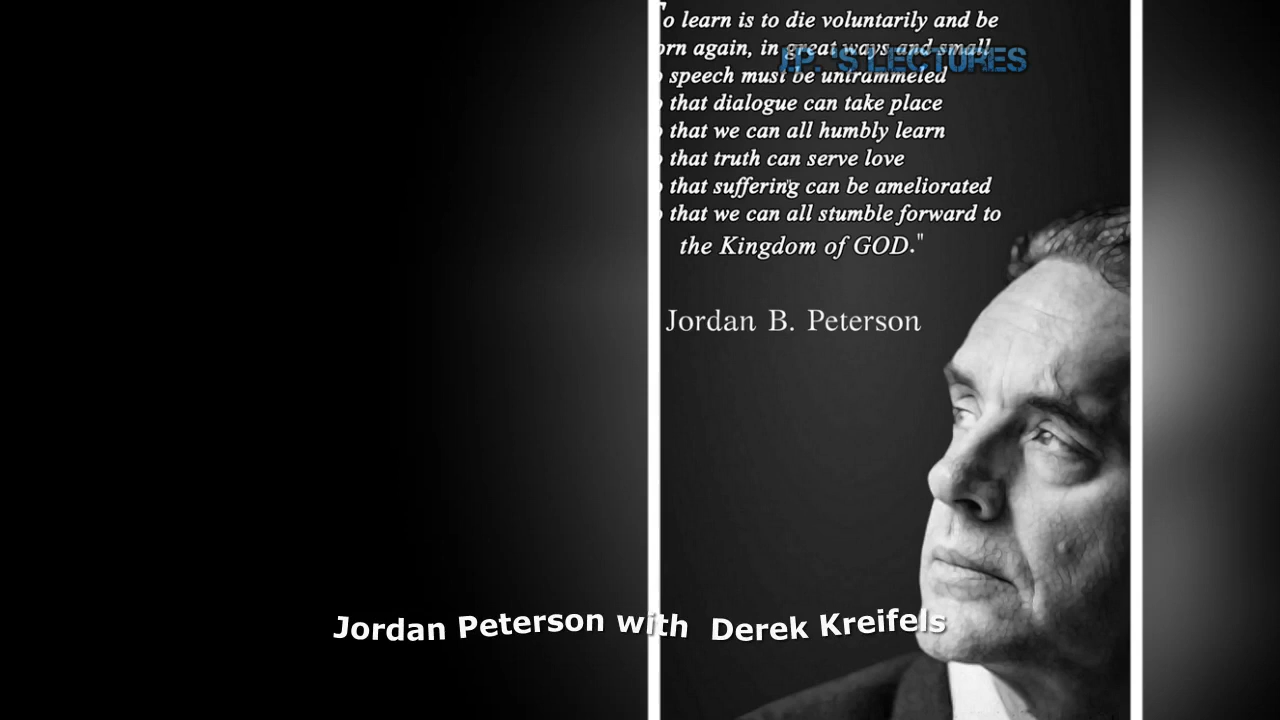 To learn is to die voluntarily and be
orn again, in great ways and small
speech must be untrammeled
that dialogue can take place
that we can all humbly learn
that truth can serve love
that suffering can be ameliorated
that we can all stumble forward to
the Kingdom of GOD."
J.P. 'S LECTURES
Jordan B. Peterson
Jordan Peterson with Derek Kreifels